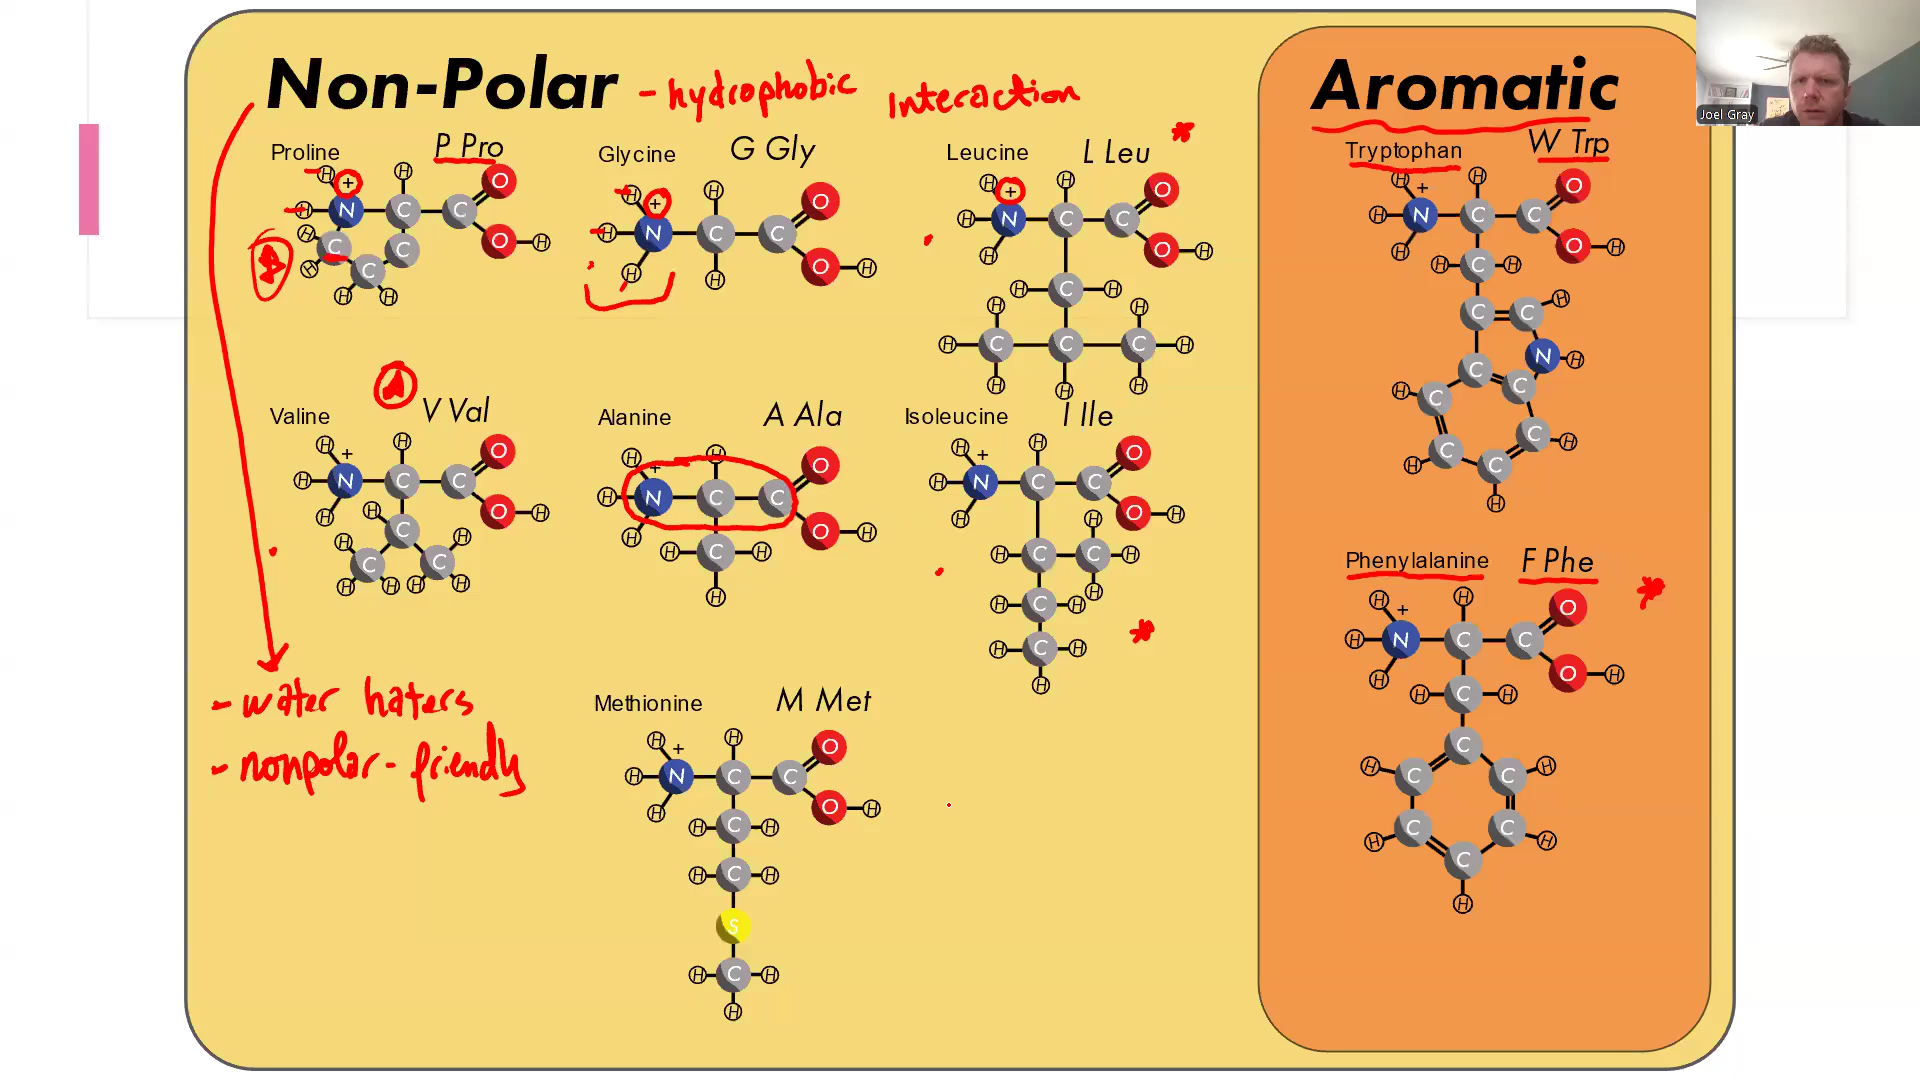 Non-Polar - hydrophobic Interaction
Aromatic
Joel Gray
Proline P Pro
Glycine G Gly
Leucine L Leu
Tryptophan W Trp
Valine V Val
Alanine A Ala
Isoleucine I Ile
Phenylalanine F Phe
Methionine M Met
- water haters
- nonpolar-friendly